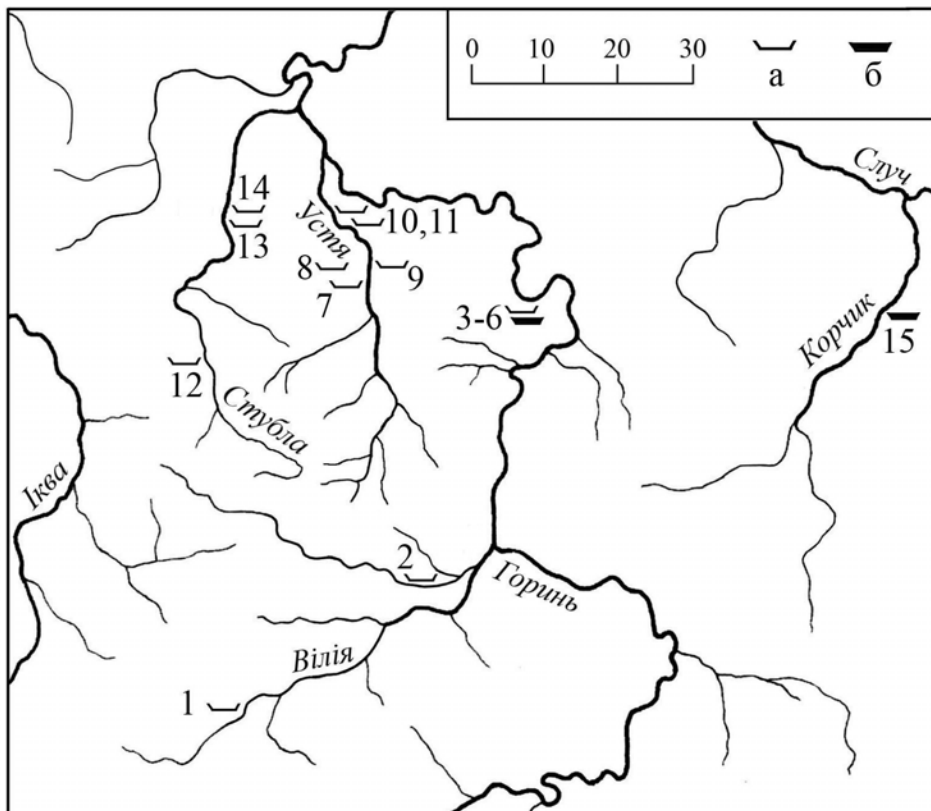 0 10 20 30
а б
Случ
14
13
Устя
10,11
8
7
9
3-6
Корчик
15
12
Стубла
Іква
2
Горинь
Вілія
1